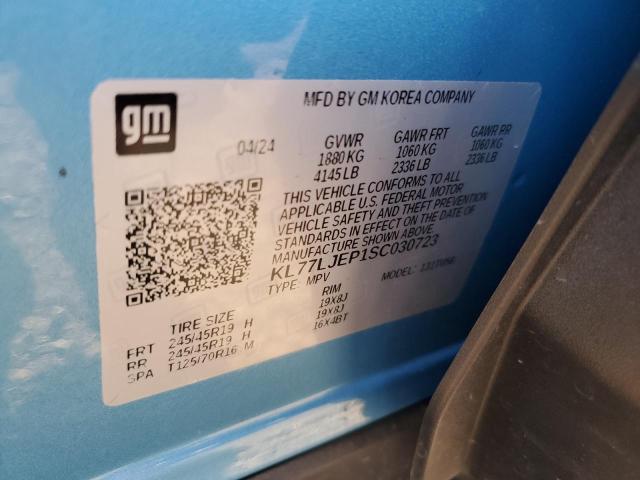 gm
MFD BY GM KOREA COMPANY
04/24
GVWR
1880 KG
4145 LB
GAWR FRT
1060 KG
2336 LB
GAWR RR
1060 KG
2336 LB
THIS VEHICLE CONFORMS TO ALL
APPLICABLE U.S. FEDERAL MOTOR
VEHICLE SAFETY AND THEFT PREVENTION
STANDARDS IN EFFECT ON THE DATE OF
MANUFACTURE SHOWN ABOVE.
KL77LJEP1SC030723
TYPE: MPV
MODEL:
TIRE SIZE
RIM
FRT 245/45R19 H 19X8J
RR 245/45R19 H 19X8J
SPA T125/70R16 M 16X4BT